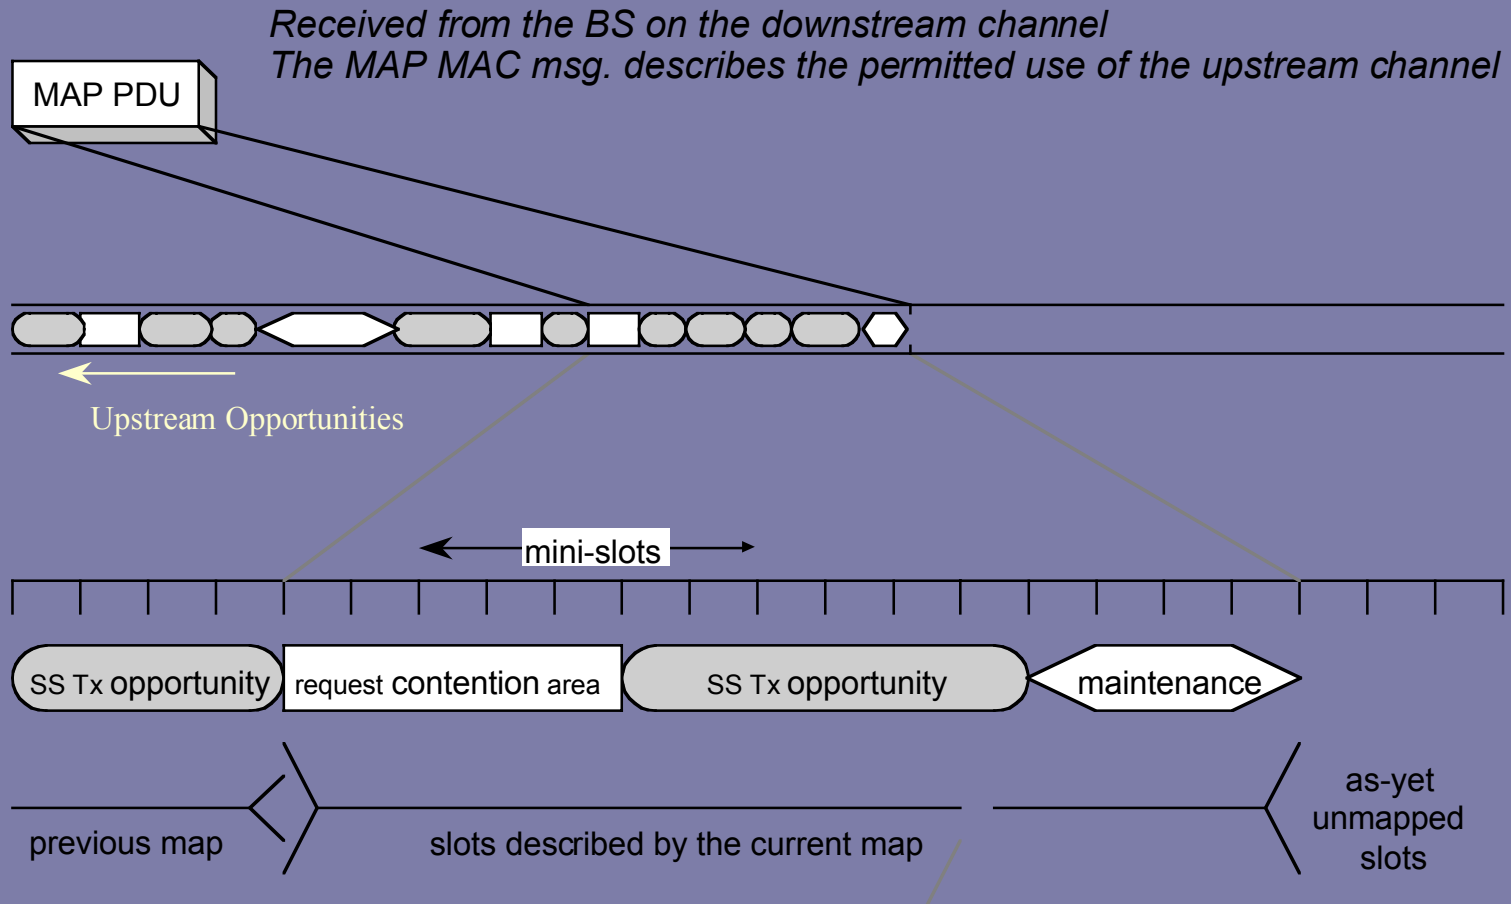 Received from the BS on the downstream channel
The MAP MAC msg. describes the permitted use of the upstream channel
MAP PDU
Upstream Opportunities
mini-slots
SS Tx opportunity
request contention area
SS Tx opportunity
maintenance
previous map
slots described by the current map
as-yet
unmapped
slots